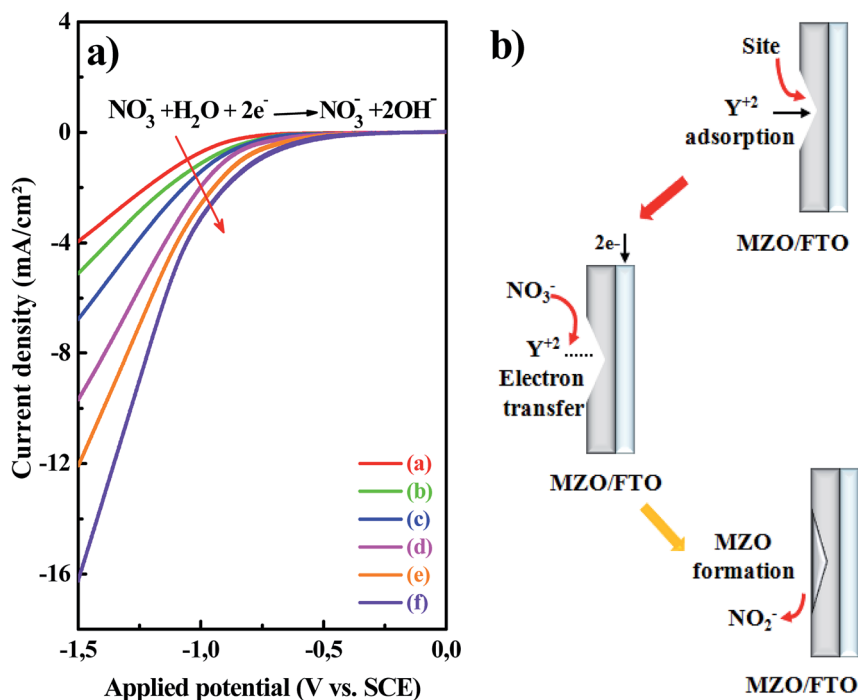 a)
NO₃⁻ +H₂O + 2e⁻ → NO₃⁻ +2OH⁻
4
0
-4
-8
-12
-16
Current density (mA/cm²)
(a)
(b)
(c)
(d)
(e)
(f)
-1,5
-1,0
-0,5
0,0
Applied potential (V vs. SCE)
b)
Site
Y⁺²
adsorption
MZO/FTO
2e-
NO₃⁻
Y⁺²
Electron
transfer
MZO/FTO
MZO
formation
NO₂⁻
MZO/FTO